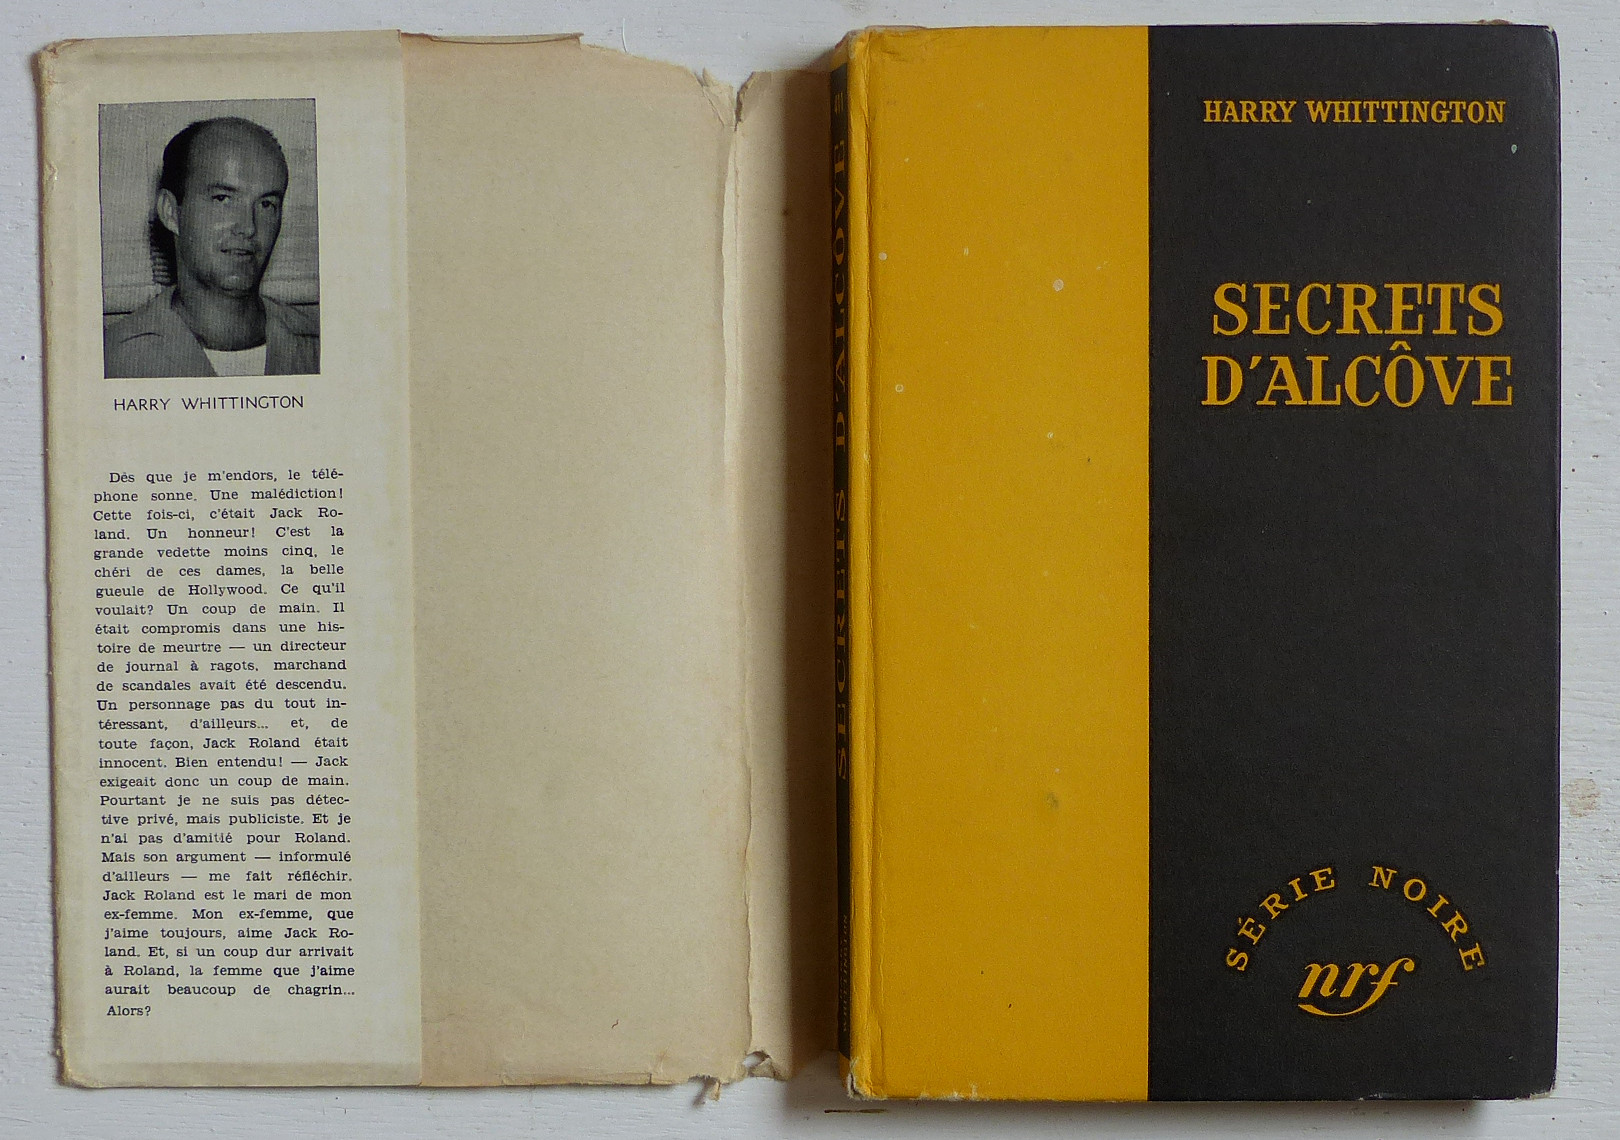 HARRY WHITTINGTON
Dès que je m'endors, le télé-
phone sonne. Une malédiction!
Cette fois-ci, c'était Jack Ro-
land. Un honneur! C'est la
grande vedette moins cinq, le
chéri de ces dames, la belle
gueule de Hollywood. Ce qu'il
voulait? Un coup de main. Il
était compromis dans une his-
toire de meurtre — un directeur
de journal à ragots, marchand
de scandales avait été descendu.
Un personnage pas du tout in-
téressant, d'ailleurs... et, de
toute façon, Jack Roland était
innocent. Bien entendu! — Jack
exigeait donc un coup de main.
Pourtant je ne suis pas détec-
tive privé, mais publiciste. Et je
n'ai pas d'amitié pour Roland.
Mais son argument — informulé
d'ailleurs — me fait réfléchir.
Jack Roland est le mari de mon
ex-femme. Mon ex-femme, que
j'aime toujours, aime Jack Ro-
land. Et, si un coup dur arrivait
à Roland, la femme que j'aime
aurait beaucoup de chagrin...
Alors?
SECRETS D'ALCÔVE
HARRY WHITTINGTON
SECRETS
D'ALCÔVE
SÉRIE NOIRE
nrf